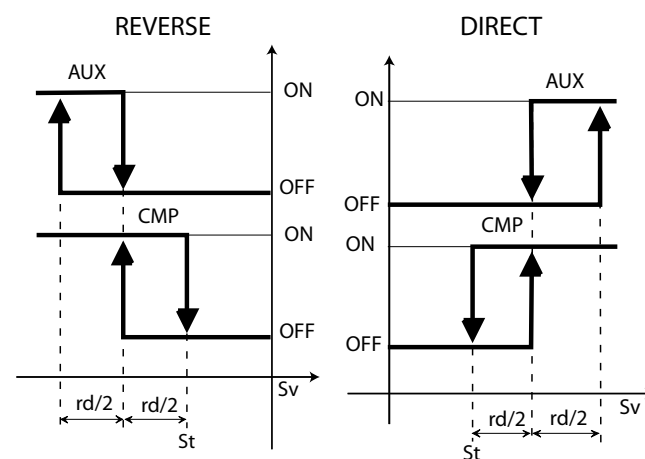 REVERSE
AUX
ON
OFF
CMP
ON
OFF
Sv
rd/2 rd/2
St
DIRECT
AUX
ON
OFF
CMP
ON
OFF
Sv
rd/2 rd/2
St